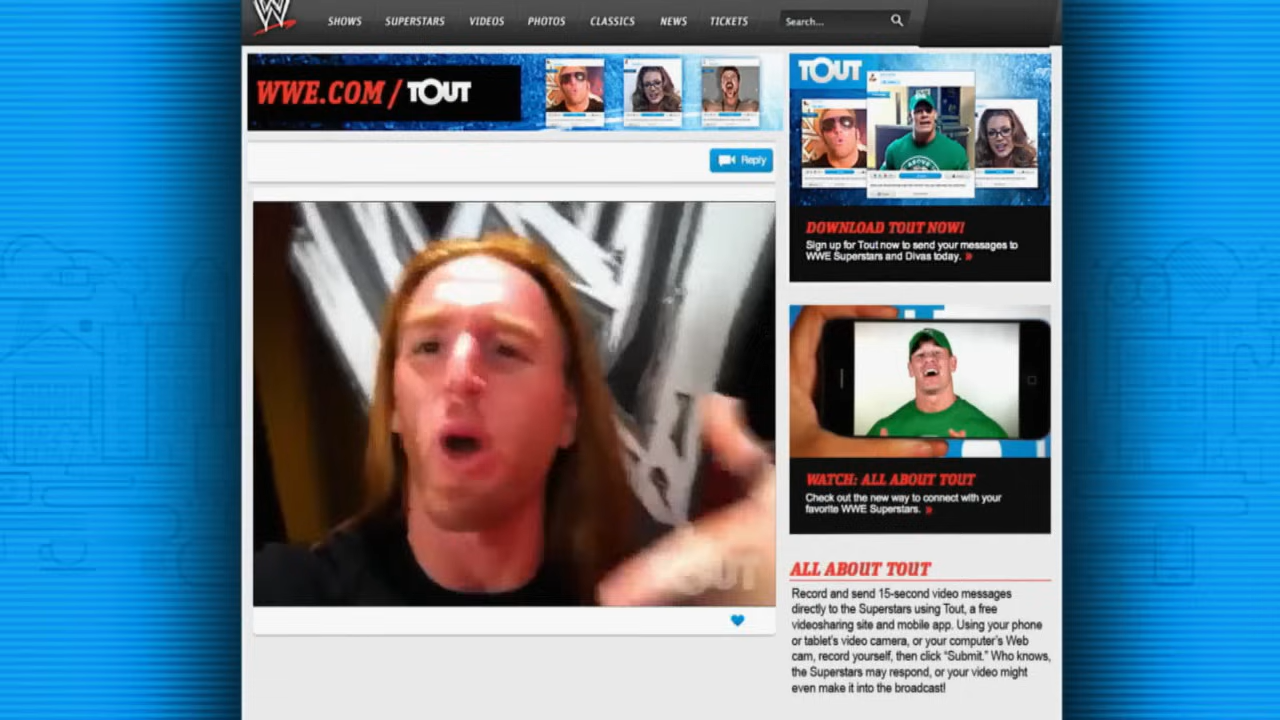 W
SHOWS SUPERSTARS VIDEOS PHOTOS CLASSICS NEWS TICKETS Search...
WWE.COM / TOUT
Reply
TOUT
TOUT
DOWNLOAD TOUT NOW!
Sign up for Tout now to send your messages to
WWE Superstars and Divas today. »
WATCH: ALL ABOUT TOUT
Check out the new way to connect with your
favorite WWE Superstars. »
ALL ABOUT TOUT
Record and send 15-second video messages
directly to the Superstars using Tout, a free
videosharing site and mobile app. Using your phone
or tablet's video camera, or your computer's Web
cam, record yourself, then click “Submit.” Who knows,
the Superstars may respond, or your video might
even make it into the broadcast!